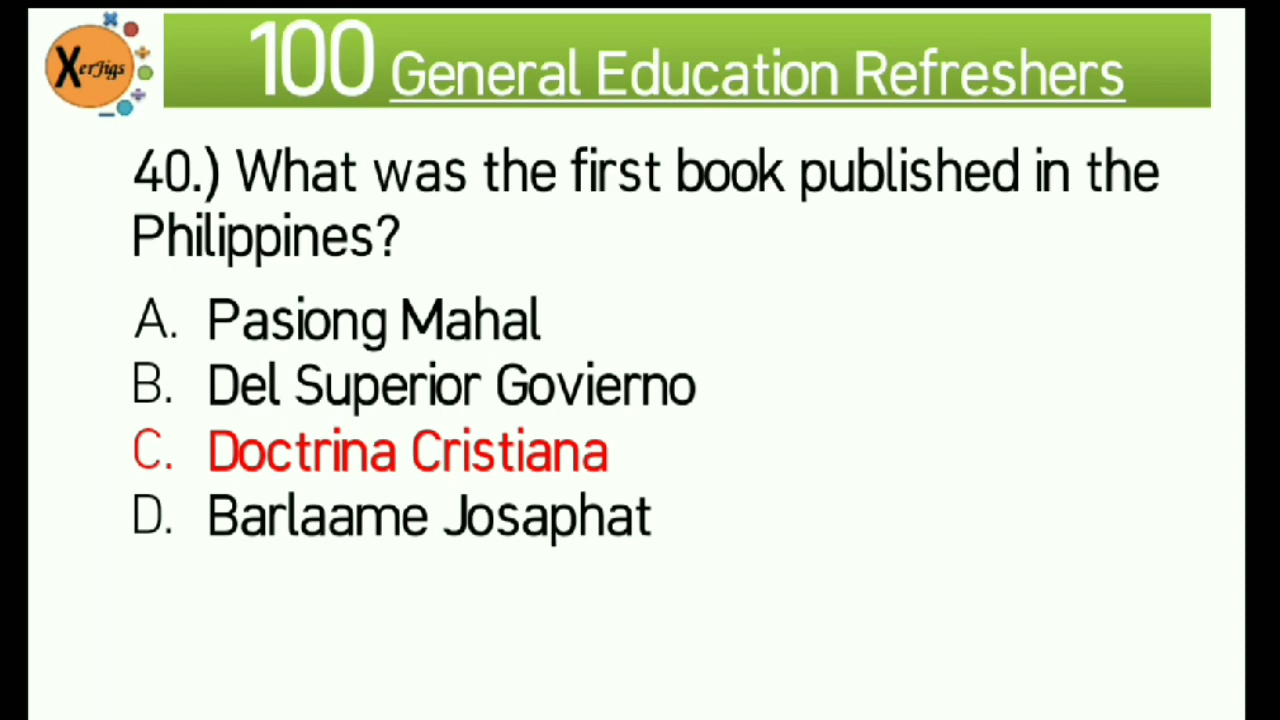 XerJigs
100 General Education Refreshers
40.) What was the first book published in the
Philippines?
A. Pasiong Mahal
B. Del Superior Govierno
C. Doctrina Cristiana
D. Barlaame Josaphat